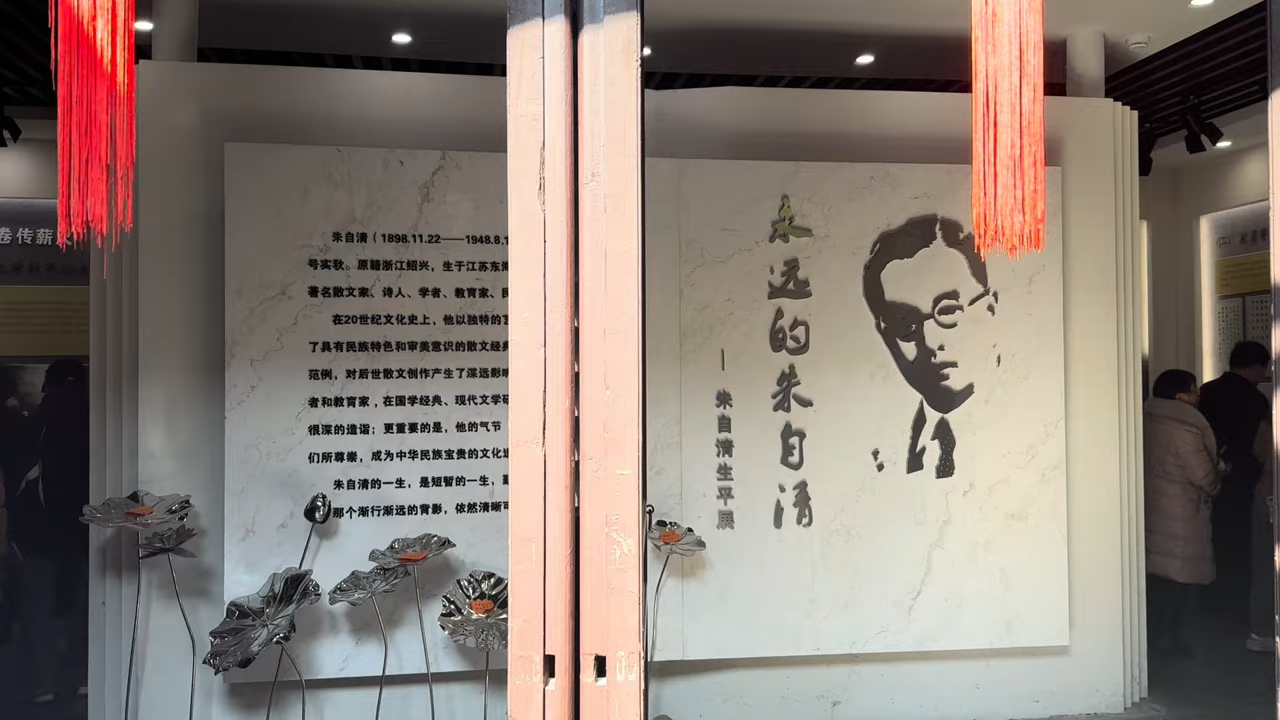 卷传薪
朱自清（1898.11.22——1948.8.1
号实秋。原籍浙江绍兴，生于江苏东海
著名散文家、诗人、学者、教育家、民
在20世纪文化史上，他以独特的艺
了具有民族特色和审美意识的散文经典
范例，对后世散文创作产生了深远影响
者和教育家，在国学经典、现代文学研
很深的造诣；更重要的是，他的气节
们所尊崇，成为中华民族宝贵的文化遗
朱自清的一生，是短暂的一生，更
那个渐行渐远的背影，依然清晰可
永远的朱自清
— 朱自清生平展